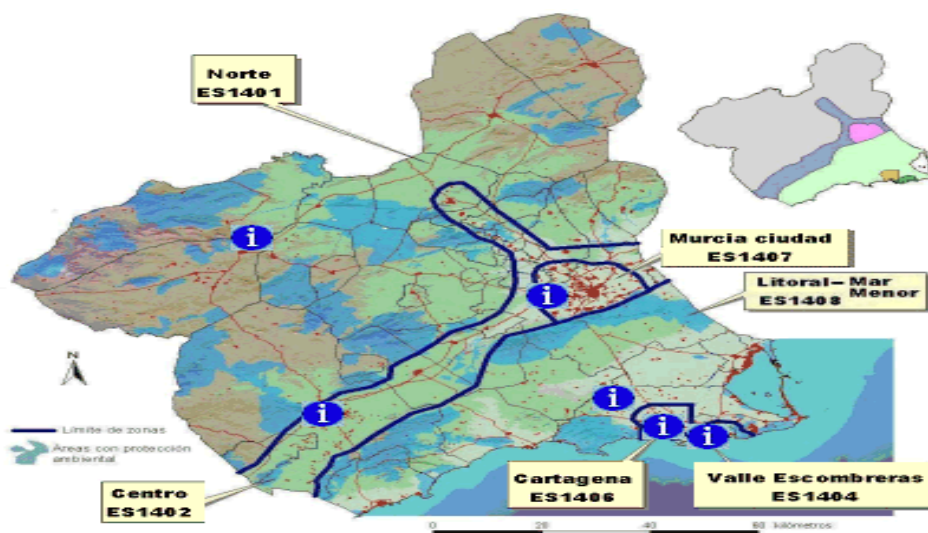 Norte
ES1401
Murcia ciudad
ES1407
Litoral- Mar
Menor
ES1408
N
Límite de zonas
Áreas con protección
ambiental
Centro
ES1402
Cartagena
ES1406
Valle Escombreras
ES1404
0 20 40 60 kilómetros
i
i
i
i
i
i